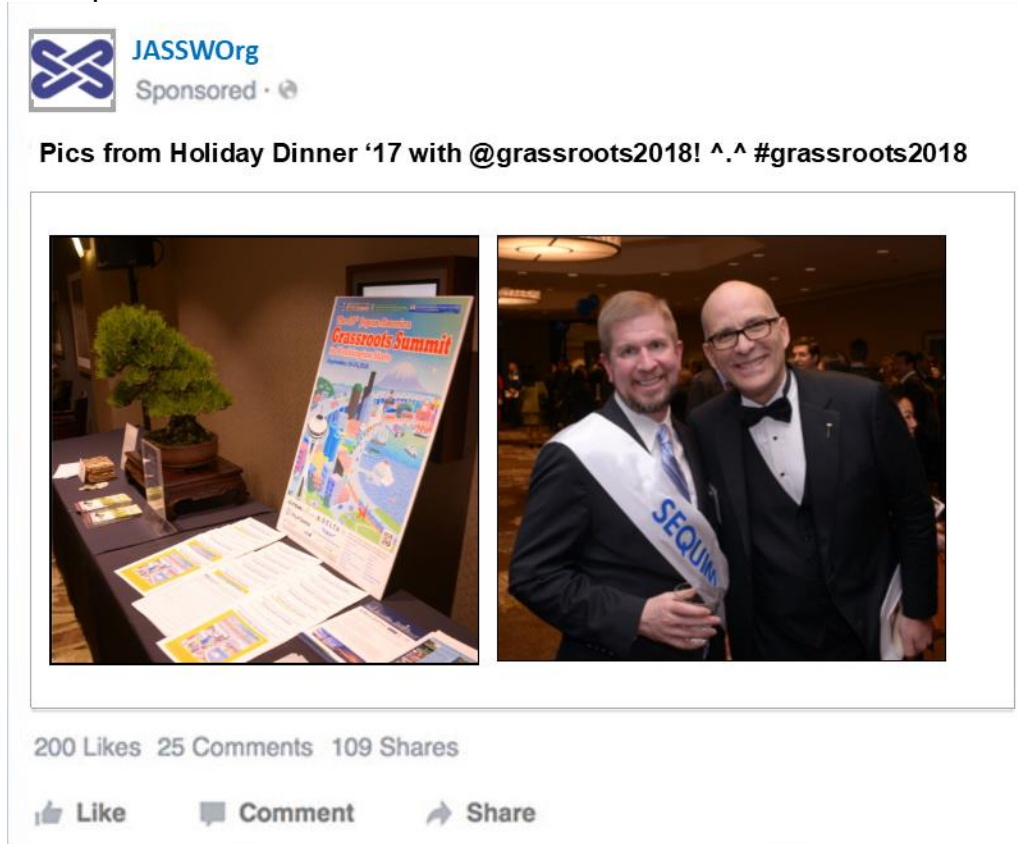 JASSWOrg
Sponsored ·
Pics from Holiday Dinner ‘17 with @grassroots2018! ^.^ #grassroots2018
Grassroots Summit
DELTA
SEQUIM
200 Likes 25 Comments 109 Shares
Like Comment Share